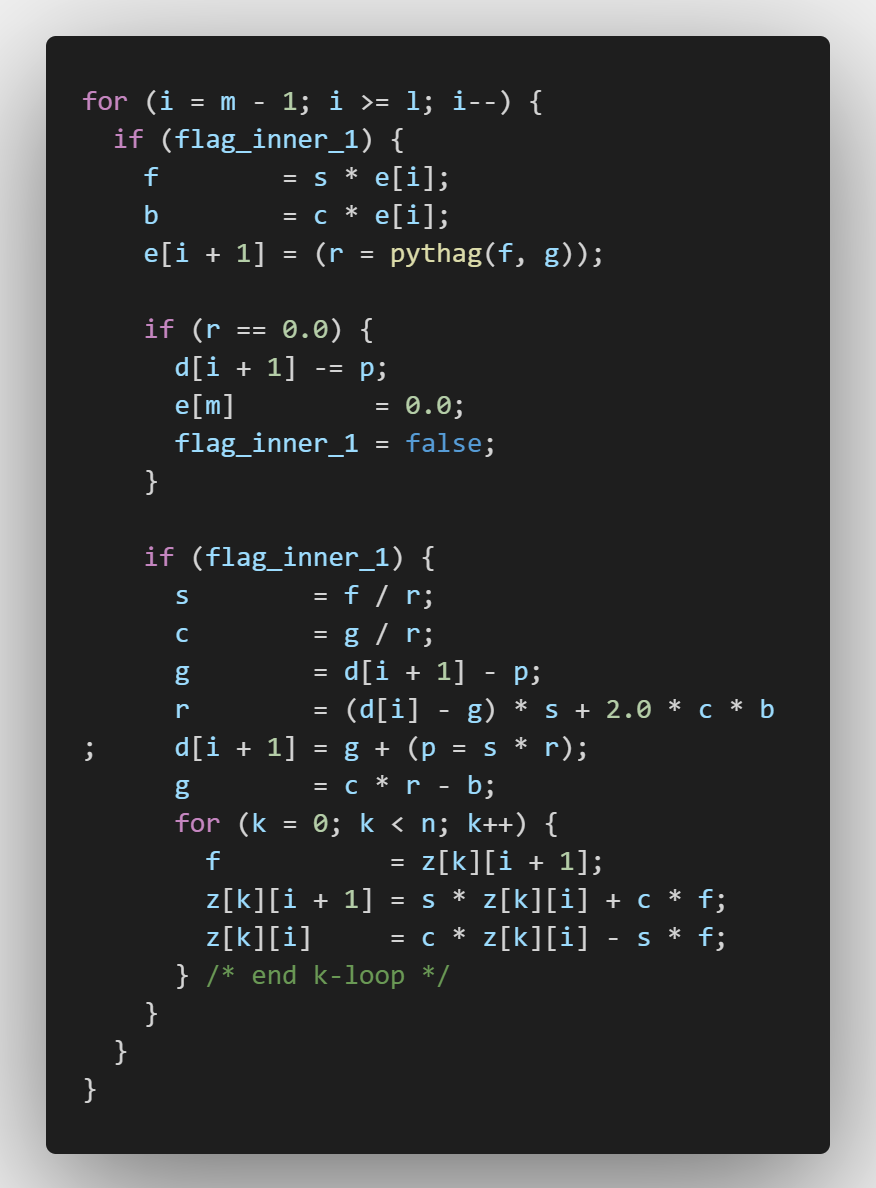 for (i = m - 1; i >= l; i--) {
  if (flag_inner_1) {
    f        = s * e[i];
    b        = c * e[i];
    e[i + 1] = (r = pythag(f, g));

    if (r == 0.0) {
      d[i + 1] -= p;
      e[m]         = 0.0;
      flag_inner_1 = false;
    }

    if (flag_inner_1) {
      s        = f / r;
      c        = g / r;
      g        = d[i + 1] - p;
      r        = (d[i] - g) * s + 2.0 * c * b
;     d[i + 1] = g + (p = s * r);
      g        = c * r - b;
      for (k = 0; k < n; k++) {
        f           = z[k][i + 1];
        z[k][i + 1] = s * z[k][i] + c * f;
        z[k][i]     = c * z[k][i] - s * f;
      } /* end k-loop */
    }
  }
}